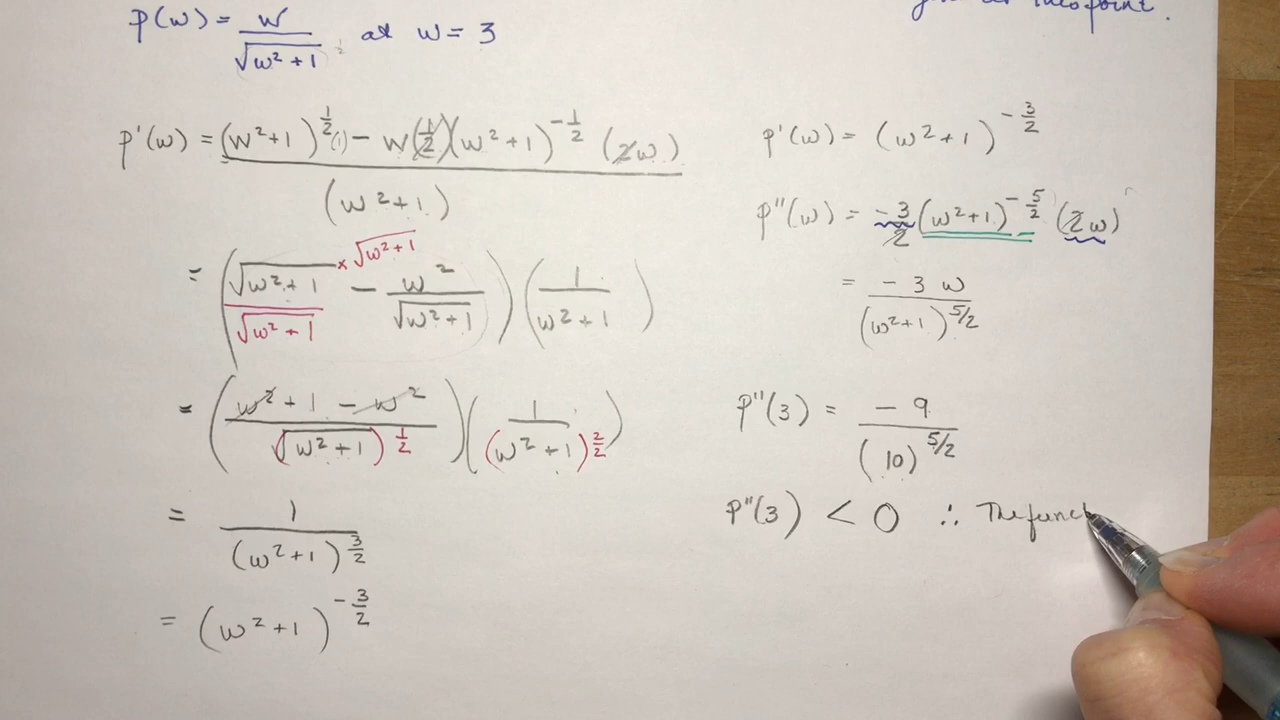 point.
p(w) = w / √(w²+1) at w = 3
p'(w) = (w²+1)^(1/2) (1) − w(1/2)(w²+1)^(−1/2) (2w) / (w²+1)
= (√(w²+1) / √(w²+1) × √(w²+1) − w² / √(w²+1)) (1 / w²+1)
= (w² + 1 − w² / √(w²+1)^(1/2)) (1 / (w²+1)^(2/2))
= 1 / (w²+1)^(3/2)
= (w²+1)^(−3/2)
p'(w) = (w²+1)^(−3/2)
p''(w) = −3/2 (w²+1)^(−5/2) (2w)
= −3w / (w²+1)^(5/2)
p''(3) = −9 / (10)^(5/2)
p''(3) < 0 ∴ The funct